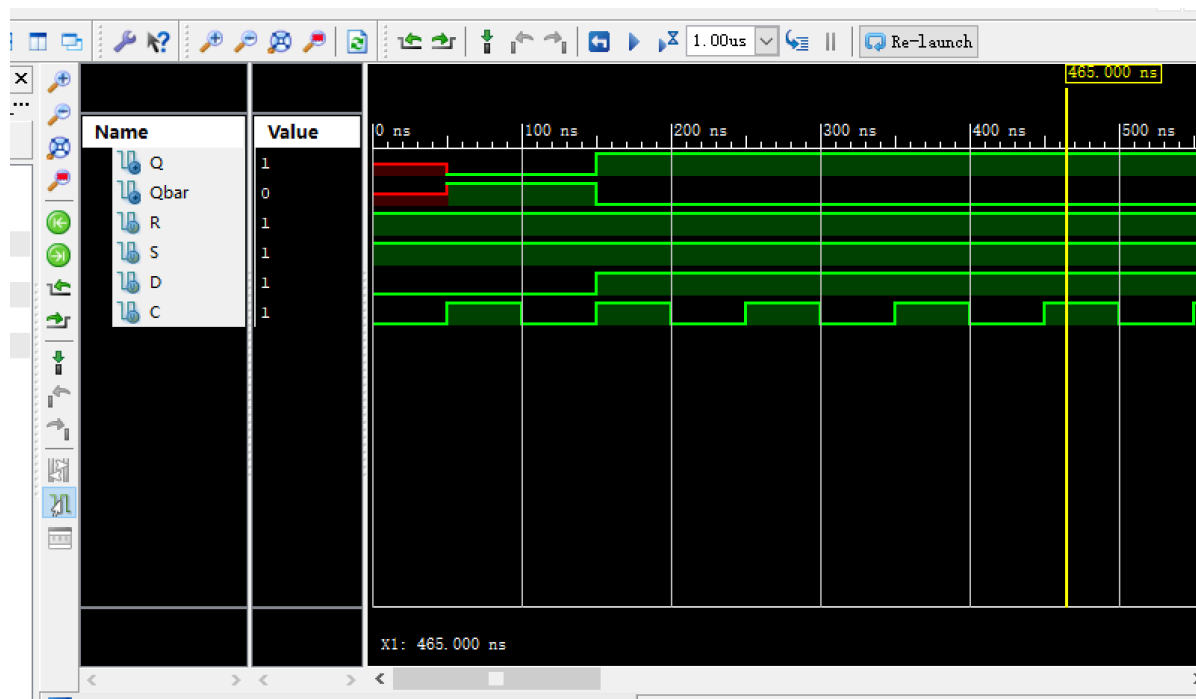 1.00us
Re-launch
465.000 ns
Name Value
0 ns 100 ns 200 ns 300 ns 400 ns 500 ns
Q 1
Qbar 0
R 1
S 1
D 1
C 1
X1: 465.000 ns